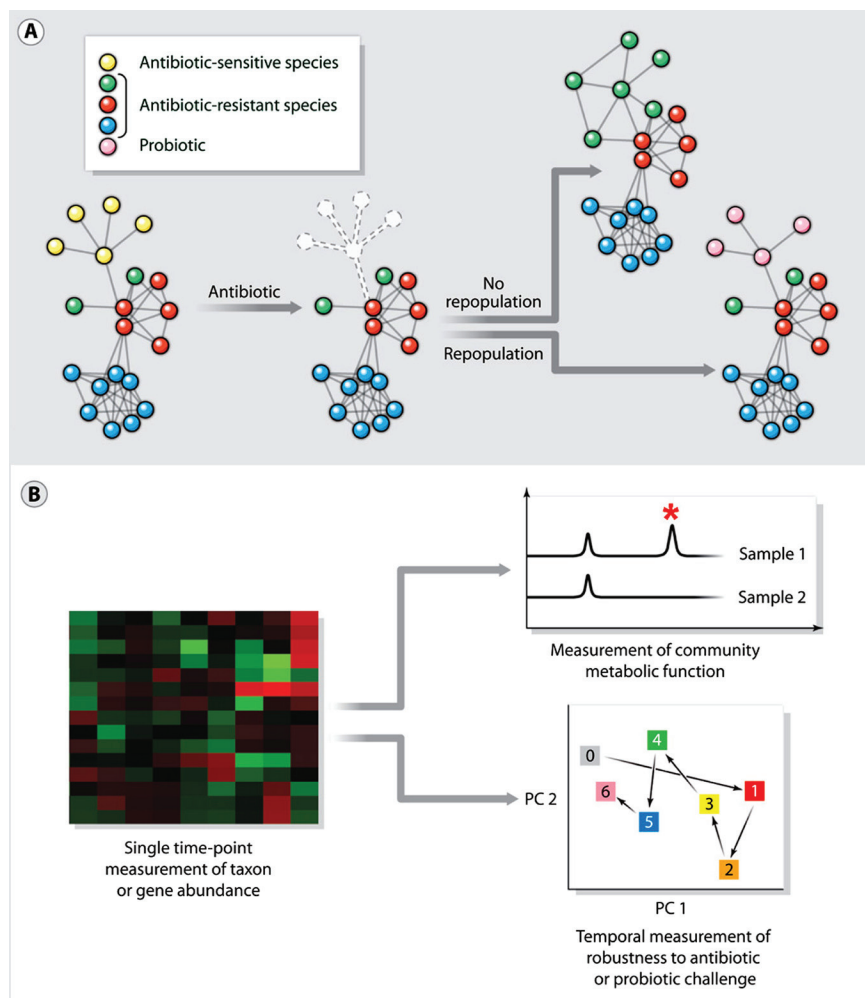 A
Antibiotic-sensitive species
Antibiotic-resistant species
Probiotic
Antibiotic
No
repopulation
Repopulation
B
Single time-point
measurement of taxon
or gene abundance
*
Sample 1
Sample 2
Measurement of community
metabolic function
PC 2
0
4
6
5
3
1
2
PC 1
Temporal measurement of
robustness to antibiotic
or probiotic challenge